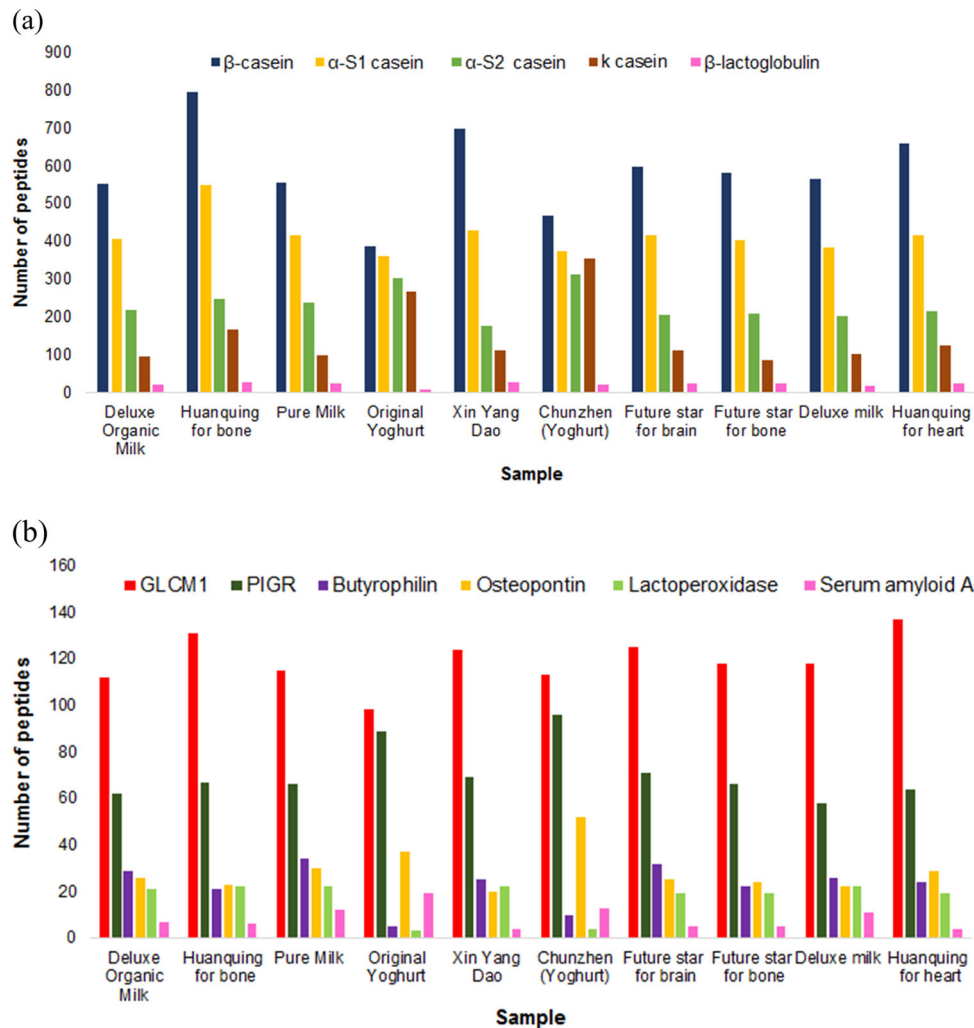 (a)
900
800
700
600
500
400
300
200
100
0
Number of peptides
β-casein α-S1 casein α-S2 casein k casein β-lactoglobulin
Deluxe Organic Milk
Huanquing for bone
Pure Milk
Original Yoghurt
Xin Yang Dao
Chunzhen (Yoghurt)
Future star for brain
Future star for bone
Deluxe milk
Huanquing for heart
Sample
(b)
160
140
120
100
80
60
40
20
0
Number of peptides
GLCM1 PIGR Butyrophilin Osteopontin Lactoperoxidase Serum amyloid A
Deluxe Organic Milk
Huanquing for bone
Pure Milk
Original Yoghurt
Xin Yang Dao
Chunzhen (Yoghurt)
Future star for brain
Future star for bone
Deluxe milk
Huanquing for heart
Sample